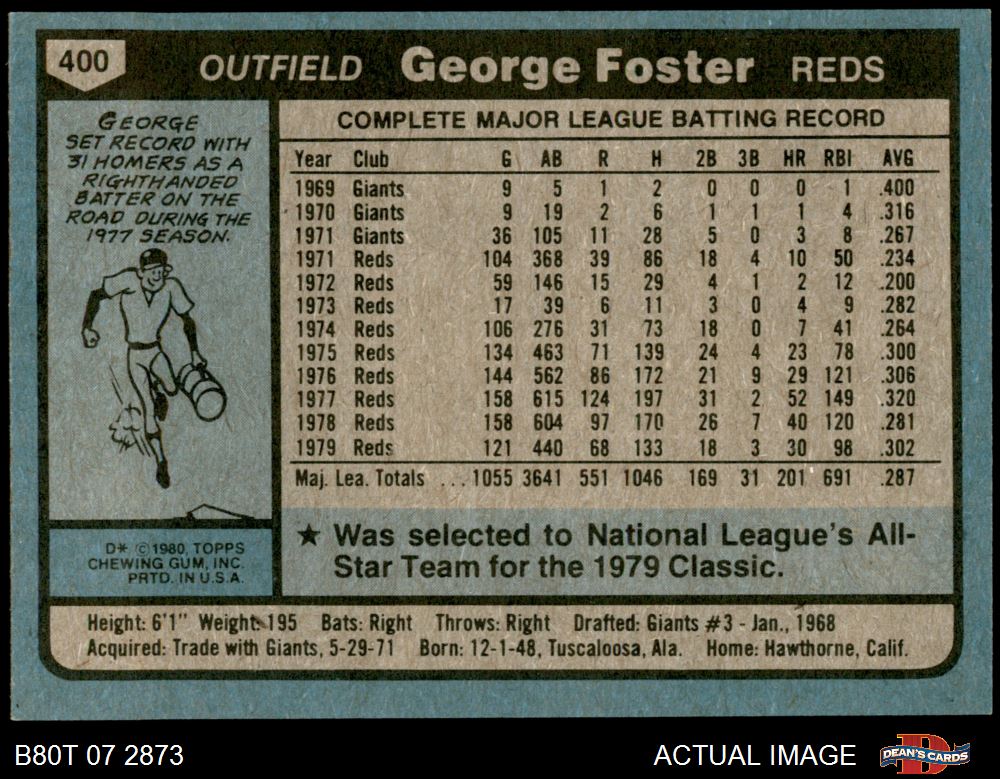 400
OUTFIELD George Foster REDS
GEORGE
SET RECORD WITH
31 HOMERS AS A
RIGHTHANDED
BATTER ON THE
ROAD DURING THE
1977 SEASON.
COMPLETE MAJOR LEAGUE BATTING RECORD
Year Club G AB R H 2B 3B HR RBI AVG
1969 Giants 9 5 1 2 0 0 0 1 .400
1970 Giants 9 19 2 6 1 1 1 4 .316
1971 Giants 36 105 11 28 5 0 3 8 .267
1971 Reds 104 368 39 86 18 4 10 50 .234
1972 Reds 59 146 15 29 4 1 2 12 .200
1973 Reds 17 39 6 11 3 0 4 9 .282
1974 Reds 106 276 31 73 18 0 7 41 .264
1975 Reds 134 463 71 139 24 4 23 78 .300
1976 Reds 144 562 86 172 21 9 29 121 .306
1977 Reds 158 615 124 197 31 2 52 149 .320
1978 Reds 158 604 97 170 26 7 40 120 .281
1979 Reds 121 440 68 133 18 3 30 98 .302
Maj. Lea. Totals ... 1055 3641 551 1046 169 31 201 691 .287
★ Was selected to National League's All-
Star Team for the 1979 Classic.
D* ©1980, TOPPS
CHEWING GUM, INC.
PRTD. IN U.S.A.
Height: 6'1" Weight: 195 Bats: Right Throws: Right Drafted: Giants #3 - Jan., 1968
Acquired: Trade with Giants, 5-29-71 Born: 12-1-48, Tuscaloosa, Ala. Home: Hawthorne, Calif.
B80T 07 2873
ACTUAL IMAGE
DEAN'S CARDS